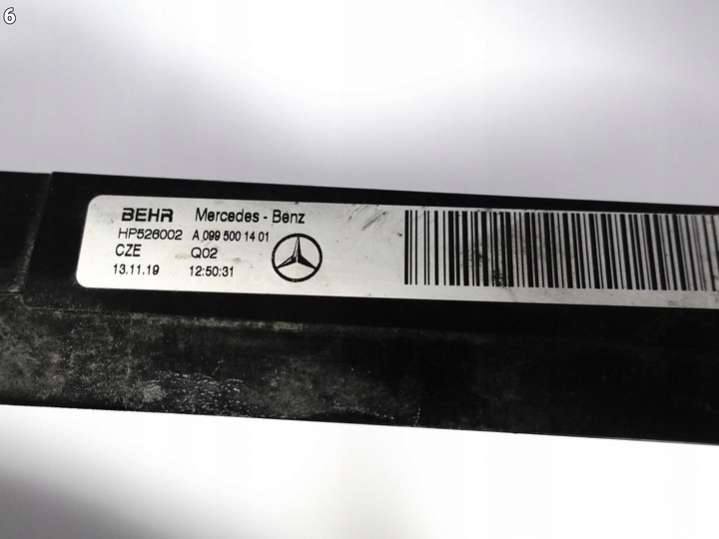 6
BEHR Mercedes - Benz
HP526002 A 099 500 14 01
CZE Q02
13.11.19 12:50:31